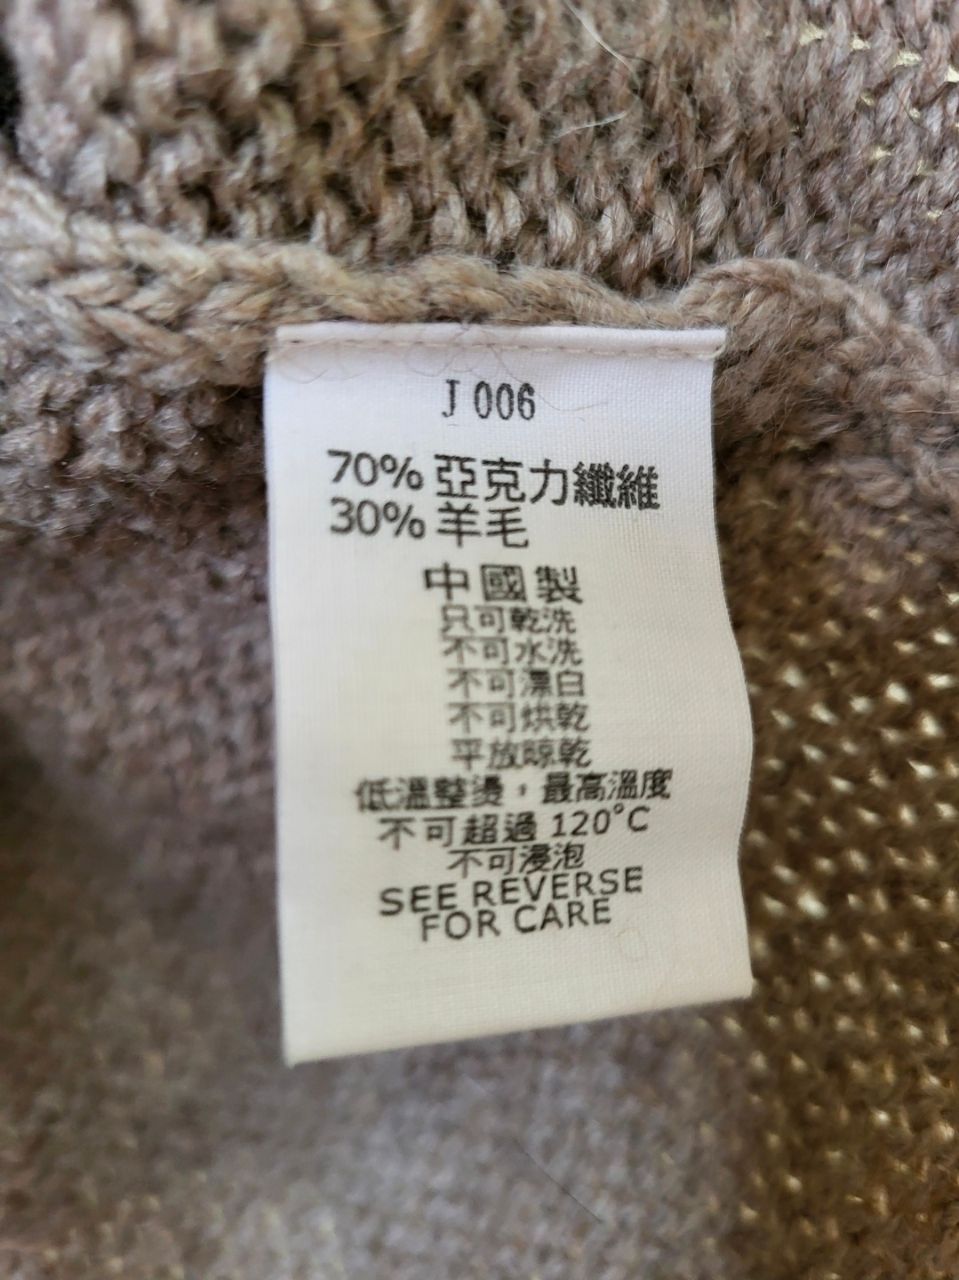 J 006
70% 亞克力纖維
30% 羊毛
中國製
只可乾洗
不可水洗
不可漂白
不可烘乾
平放晾乾
低溫整燙，最高溫度
不可超過 120°C
不可浸泡
SEE REVERSE
FOR CARE